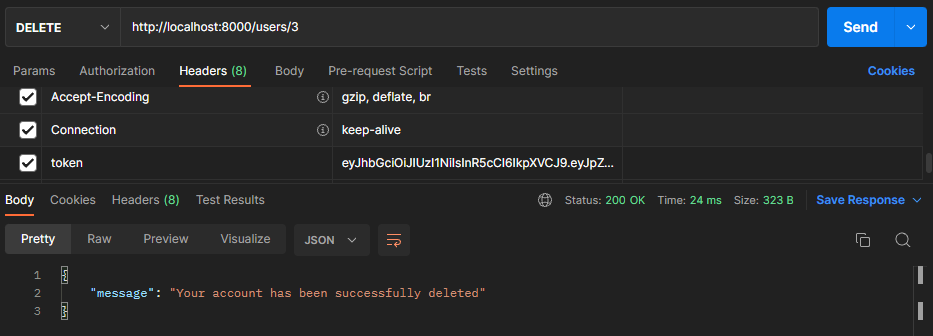 DELETE http://localhost:8000/users/3 Send
Params Authorization Headers (8) Body Pre-request Script Tests Settings Cookies
Accept-Encoding gzip, deflate, br
Connection keep-alive
token eyJhbGciOiJIUzI1NiIsInR5cCI6IkpXVCJ9.eyJpZ...
Body Cookies Headers (8) Test Results Status: 200 OK Time: 24 ms Size: 323 B Save Response
Pretty Raw Preview Visualize JSON
1 {
2 "message": "Your account has been successfully deleted"
3 }